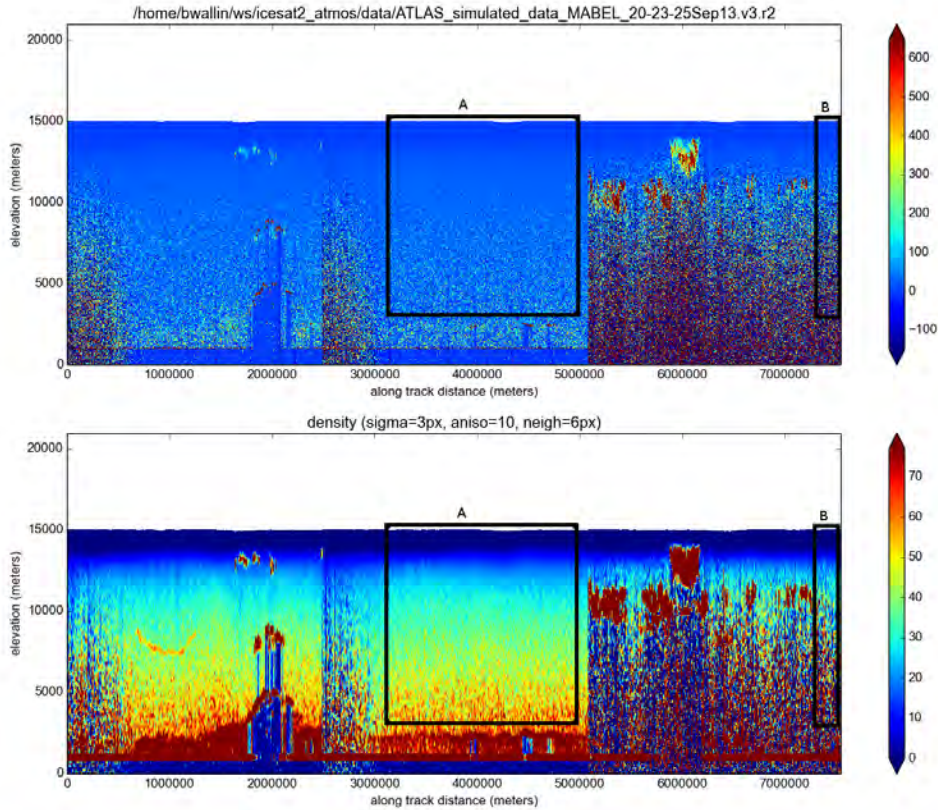 /home/bwallin/ws/icesat2_atmos/data/ATLAS_simulated_data_MABEL_20-23-25Sep13.v3.r2
20000
15000
10000
5000
0
elevation (meters)
A
B
0 1000000 2000000 3000000 4000000 5000000 6000000 7000000
along track distance (meters)
600
500
400
300
200
100
0
−100
density (sigma=3px, aniso=10, neigh=6px)
20000
15000
10000
5000
0
elevation (meters)
A
B
0 1000000 2000000 3000000 4000000 5000000 6000000 7000000
along track distance (meters)
70
60
50
40
30
20
10
0